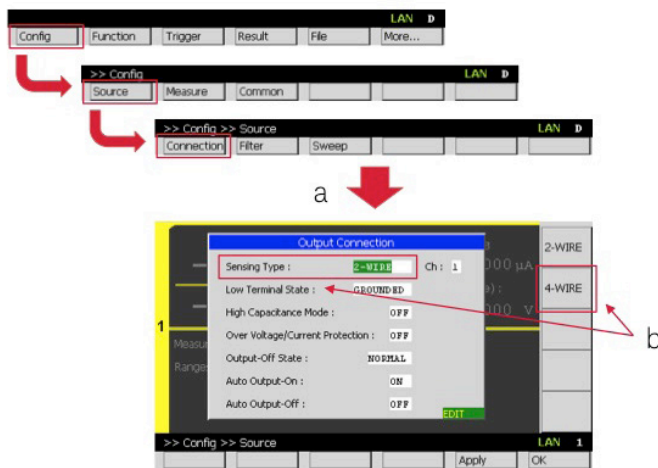 LAN D
Config Function Trigger Result File More...
>> Config LAN D
Source Measure Common
>> Config >> Source LAN D
Connection Filter Sweep
a
Output Connection
Sensing Type : 2-WIRE Ch : 1
Low Terminal State : GROUNDED
High Capacitance Mode : OFF
Over Voltage/Current Protection : OFF
Output-Off State : NORMAL
Auto Output-On : ON
Auto Output-Off : OFF
EDIT
2-WIRE
4-WIRE
000 µA
000 V
1
b
>> Config >> Source LAN 1
Apply OK